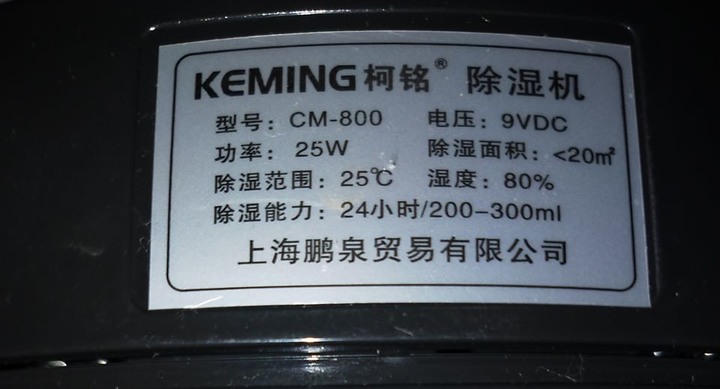 KEMING柯铭® 除湿机
型号：CM-800 电压：9VDC
功率：25W 除湿面积：<20㎡
除湿范围：25℃ 湿度：80%
除湿能力：24小时/200-300ml
上海鹏泉贸易有限公司